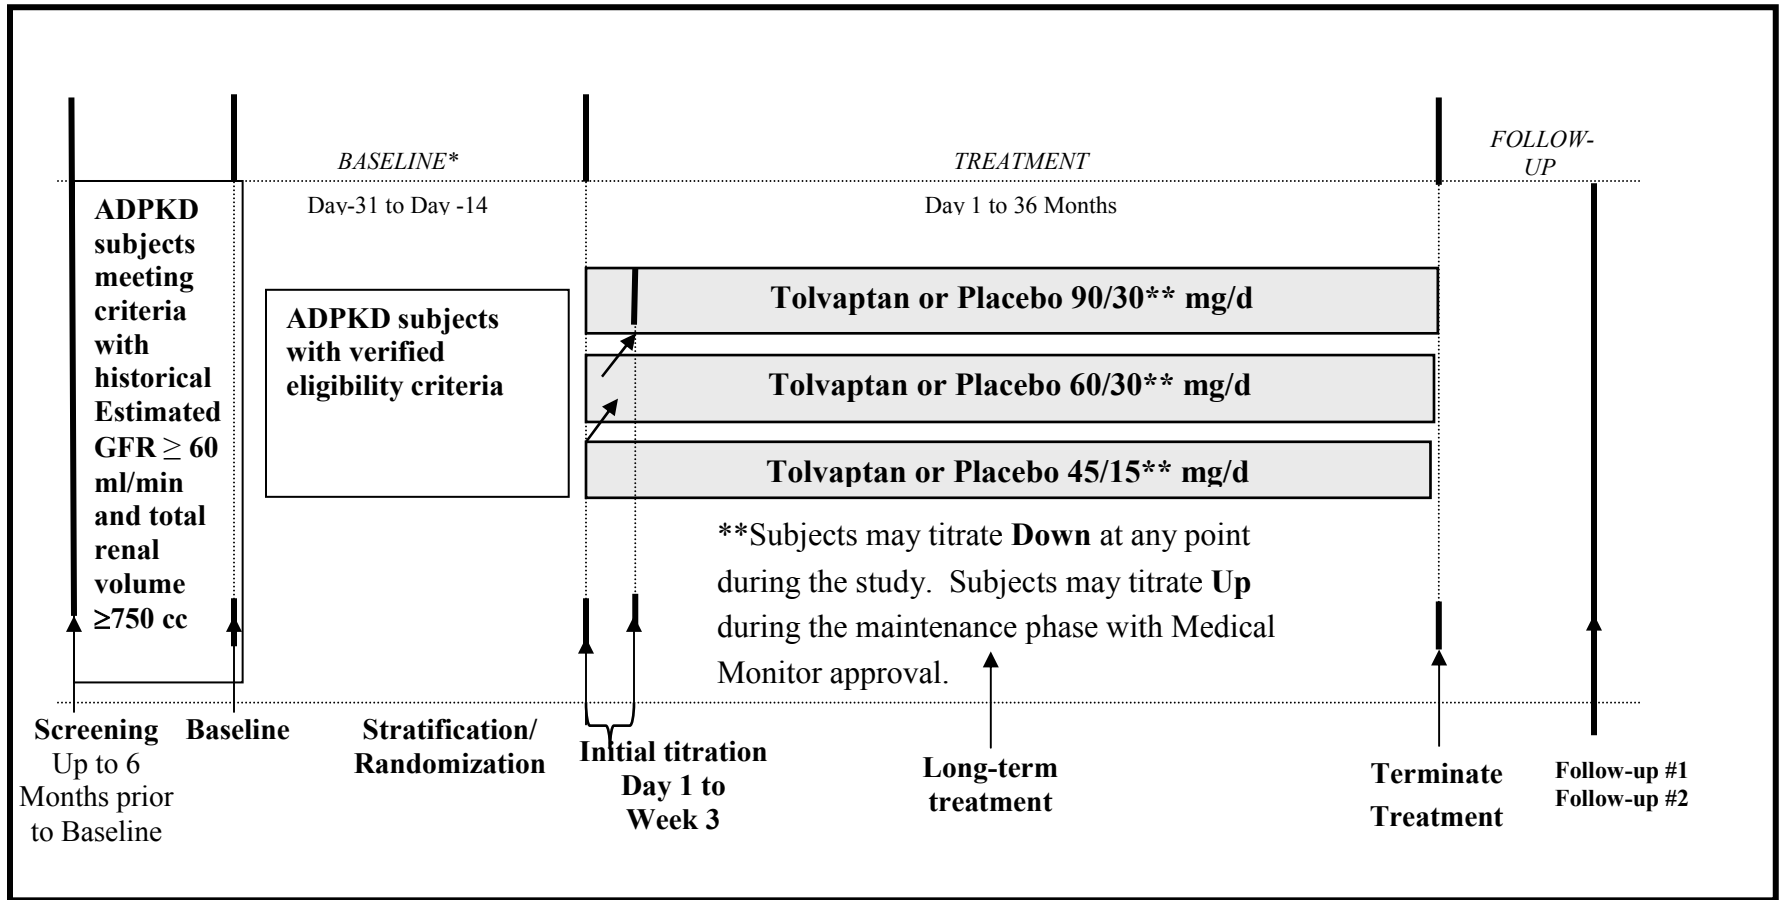 BASELINE*
TREATMENT
FOLLOW-
UP
Day-31 to Day -14
Day 1 to 36 Months
ADPKD
subjects
meeting
criteria
with
historical
Estimated
GFR ≥ 60
ml/min
and total
renal
volume
≥750 cc
ADPKD subjects
with verified
eligibility criteria
Tolvaptan or Placebo 90/30** mg/d
Tolvaptan or Placebo 60/30** mg/d
Tolvaptan or Placebo 45/15** mg/d
**Subjects may titrate Down at any point
during the study.  Subjects may titrate Up
during the maintenance phase with Medical
Monitor approval.
Screening
Up to 6
Months prior
to Baseline
Baseline
Stratification/
Randomization
Initial titration
Day 1 to
Week 3
Long-term
treatment
Terminate
Treatment
Follow-up #1
Follow-up #2